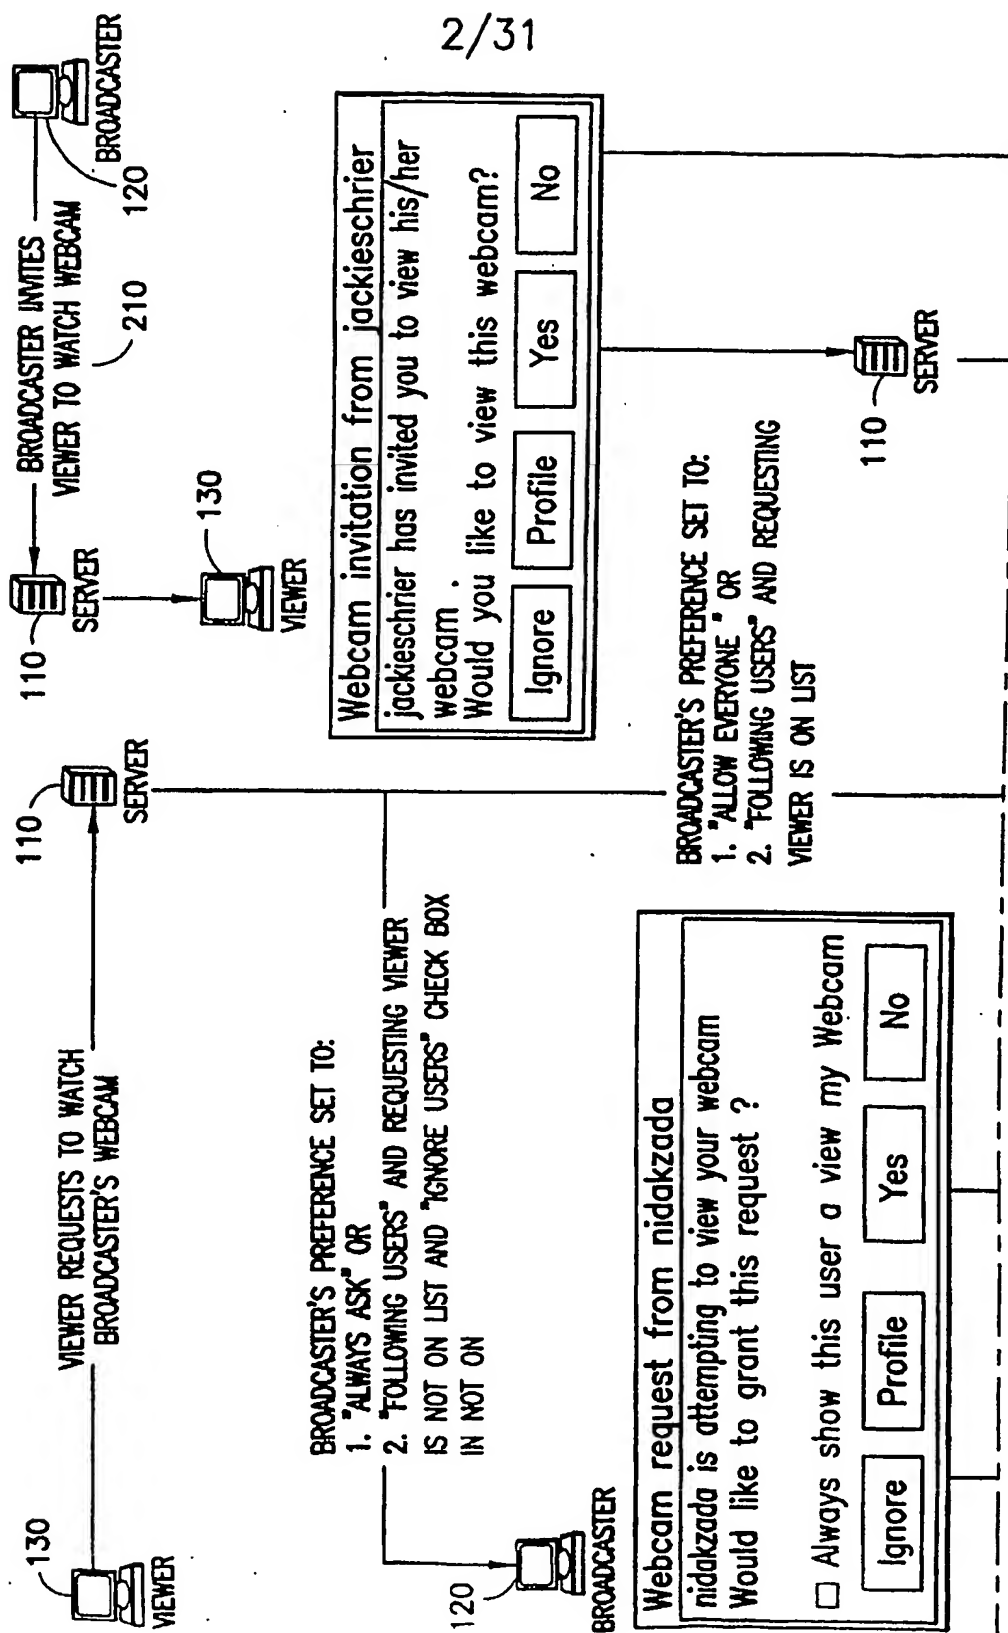 2/31
130
VIEWER
VIEWER REQUESTS TO WATCH
BROADCASTER'S WEBCAM
110
SERVER
110
SERVER
BROADCASTER INVITES
VIEWER TO WATCH WEBCAM
210
120
BROADCASTER
130
VIEWER
BROADCASTER'S PREFERENCE SET TO:
1. "ALWAYS ASK" OR
2. "FOLLOWING USERS" AND REQUESTING VIEWER
IS NOT ON LIST AND "IGNORE USERS" CHECK BOX
IN NOT ON
120
BROADCASTER
Webcam invitation from jackieschrier
jackieschrier has invited you to view his/her
webcam .
Would you like to view this webcam?
Ignore
Profile
Yes
No
BROADCASTER'S PREFERENCE SET TO:
1. "ALLOW EVERYONE" OR
2. "FOLLOWING USERS" AND REQUESTING
VIEWER IS ON LIST
110
SERVER
Webcam request from nidakzada
nidakzada is attempting to view your webcam
Would like to grant this request ?
Always show this user a view my Webcam
Ignore
Profile
Yes
No